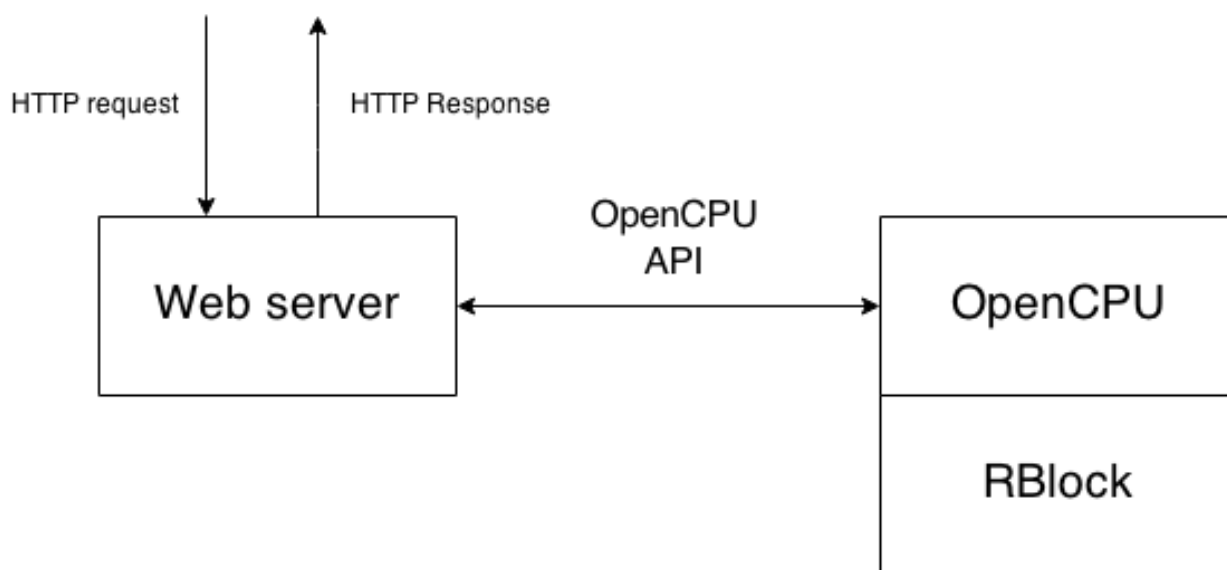 HTTP request
HTTP Response
OpenCPU
API
Web server
OpenCPU
RBlock